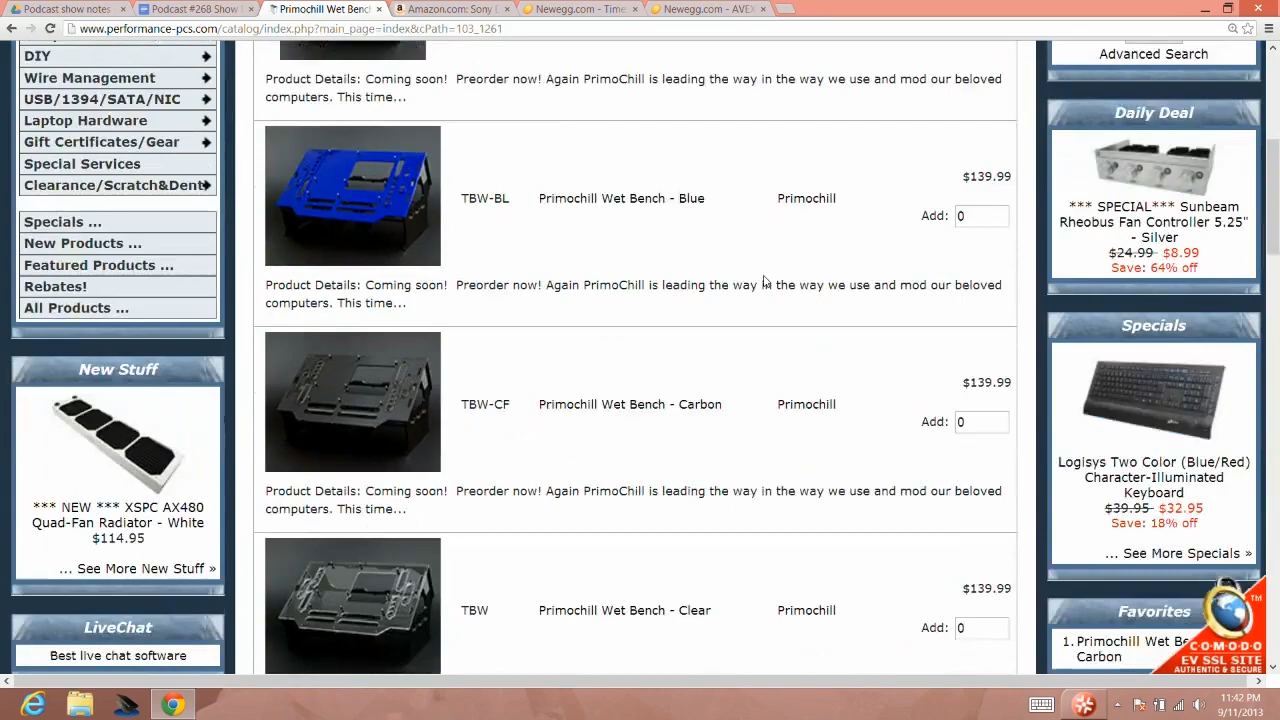 Podcast show notes
Podcast #268 Show
Primochill Wet Benc
Amazon.com: Sony
Newegg.com - Time
Newegg.com - AVEX
www.performance-pcs.com/catalog/index.php?main_page=index&cPath=103_1261
DIY
Wire Management
USB/1394/SATA/NIC
Laptop Hardware
Gift Certificates/Gear
Special Services
Clearance/Scratch&Dent
Specials ...
New Products ...
Featured Products ...
Rebates!
All Products ...
New Stuff
*** NEW *** XSPC AX480
Quad-Fan Radiator - White
$114.95
... See More New Stuff »
LiveChat
Best live chat software
Product Details: Coming soon!  Preorder now! Again PrimoChill is leading the way in the way we use and mod our beloved
computers. This time...
$139.99
TBW-BL Primochill Wet Bench - Blue Primochill
Add: 0
Product Details: Coming soon!  Preorder now! Again PrimoChill is leading the way in the way we use and mod our beloved
computers. This time...
$139.99
TBW-CF Primochill Wet Bench - Carbon Primochill
Add: 0
Product Details: Coming soon!  Preorder now! Again PrimoChill is leading the way in the way we use and mod our beloved
computers. This time...
$139.99
TBW Primochill Wet Bench - Clear Primochill
Add: 0
Advanced Search
Daily Deal
*** SPECIAL*** Sunbeam
Rheobus Fan Controller 5.25"
- Silver
$24.99 $8.99
Save: 64% off
Specials
Logisys Two Color (Blue/Red)
Character-Illuminated
Keyboard
$39.95 $32.95
Save: 18% off
... See More Specials »
Favorites
1. Primochill Wet Be
Carbon
TM
COMODO
EV SSL SITE
AUTHENTIC & SECURE
11:42 PM
9/11/2013